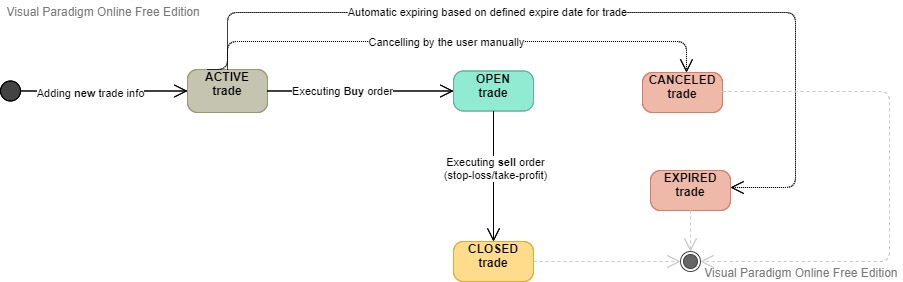 Visual Paradigm Online Free Edition
Automatic expiring based on defined expire date for trade
Cancelling by the user manually
ACTIVE
trade
OPEN
trade
CANCELED
trade
Adding new trade info
Executing Buy order
Executing sell order
(stop-loss/take-profit)
EXPIRED
trade
CLOSED
trade
Visual Paradigm Online Free Edition